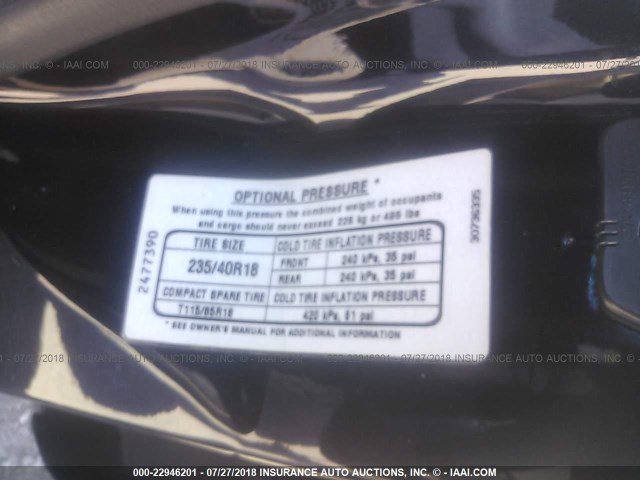 000-22946201 - 07/27/2018 INSURANCE AUTO AUCTIONS, INC. - © IAAI.COM
OPTIONAL PRESSURE *
When using this pressure the combined weight of occupants
and cargo should never exceed 220 kg or 485 lbs
TIRE SIZE COLD TIRE INFLATION PRESSURE
235/40R18 FRONT 240 kPa, 35 psi
REAR 240 kPa, 35 psi
COMPACT SPARE TIRE COLD TIRE INFLATION PRESSURE
T115/85R18 420 kPa, 61 psi
* SEE OWNER'S MANUAL FOR ADDITIONAL INFORMATION
2477390
30736335
000-22946201 - 07/27/2018 INSURANCE AUTO AUCTIONS, INC. - © IAAI.COM